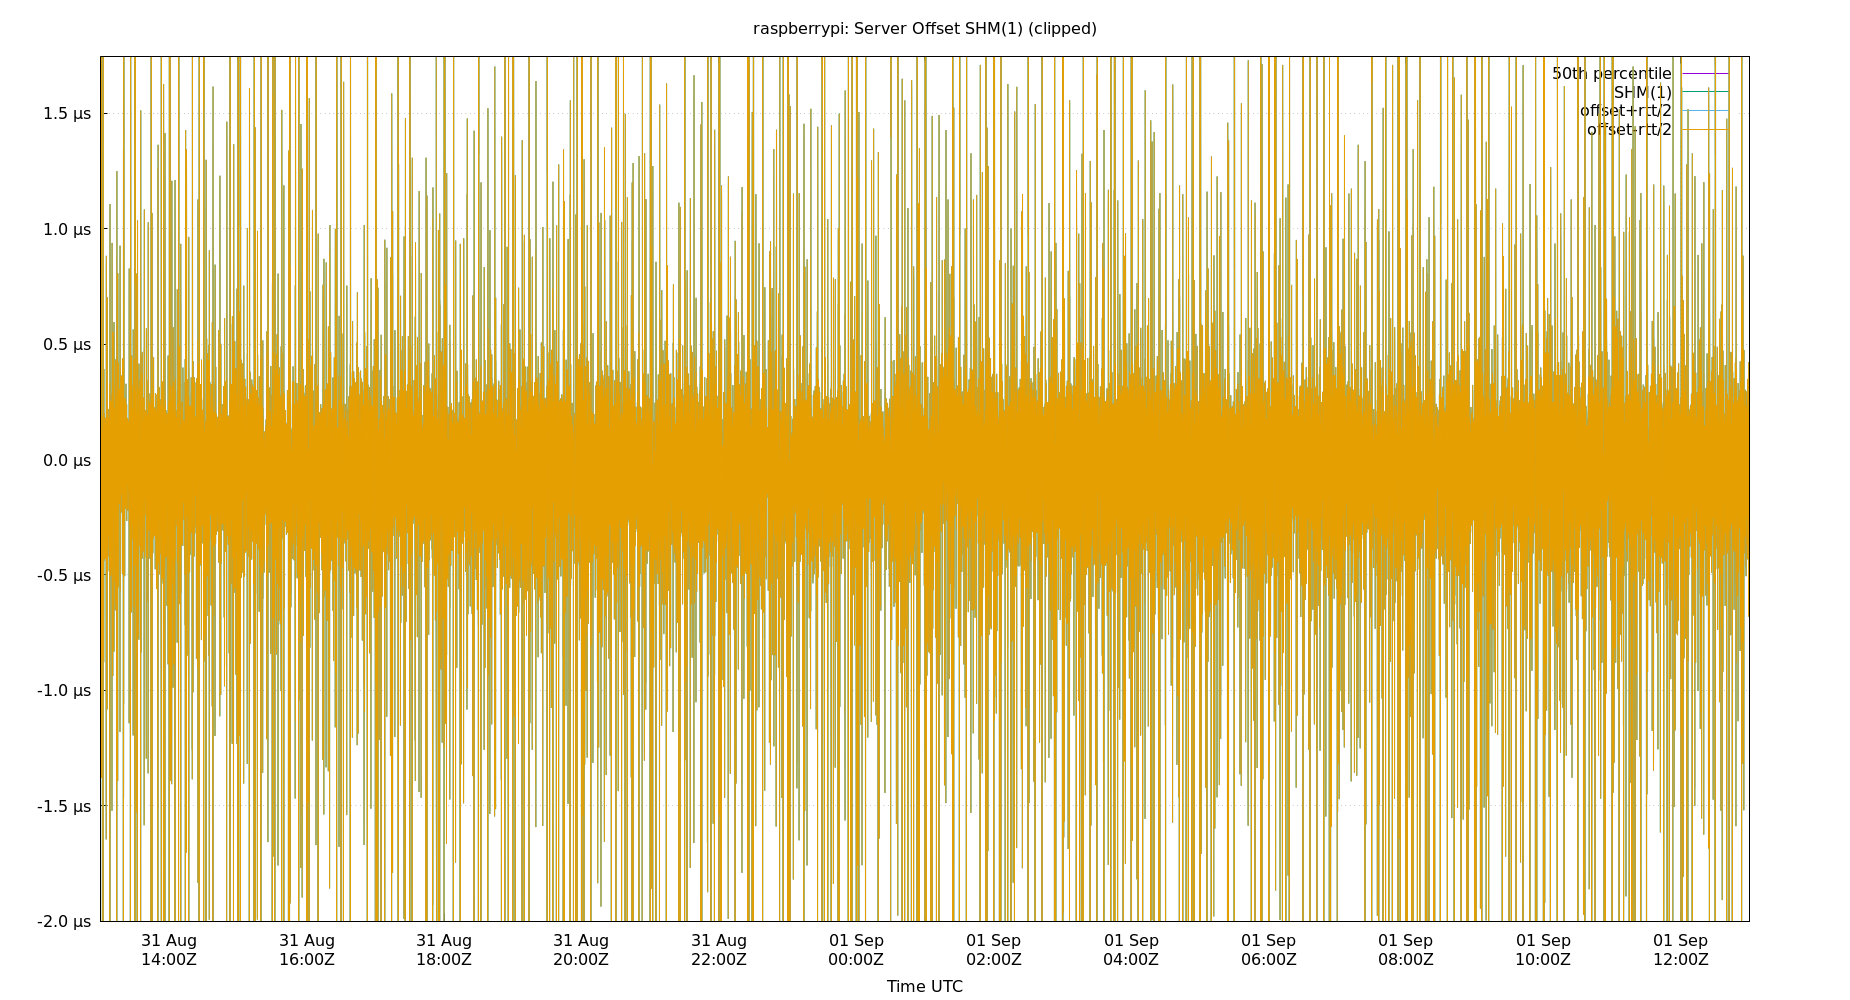 raspberrypi: Server Offset SHM(1) (clipped)
50th percentile
SHM(1)
offset+rtt/2
offset-rtt/2
1.5 µs
1.0 µs
0.5 µs
0.0 µs
-0.5 µs
-1.0 µs
-1.5 µs
-2.0 µs
31 Aug 31 Aug 31 Aug 31 Aug 31 Aug 01 Sep 01 Sep 01 Sep 01 Sep 01 Sep 01 Sep 01 Sep
14:00Z 16:00Z 18:00Z 20:00Z 22:00Z 00:00Z 02:00Z 04:00Z 06:00Z 08:00Z 10:00Z 12:00Z
Time UTC